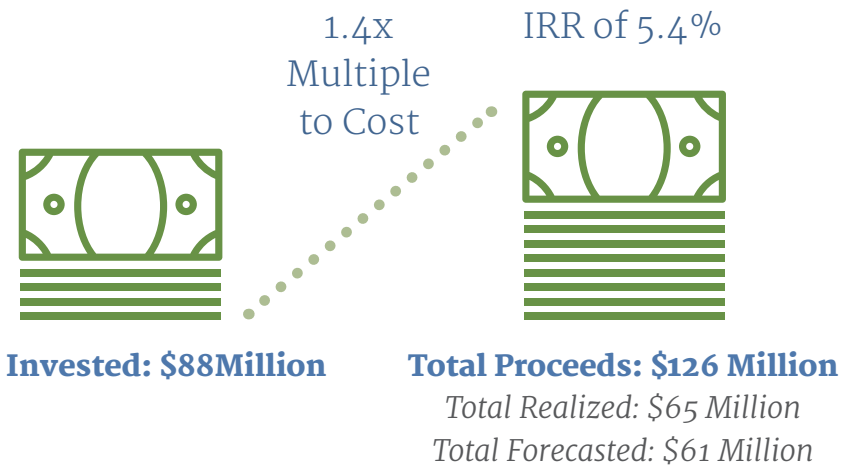 1.4x
Multiple
to Cost
IRR of 5.4%
Invested: $88Million
Total Proceeds: $126 Million
Total Realized: $65 Million
Total Forecasted: $61 Million